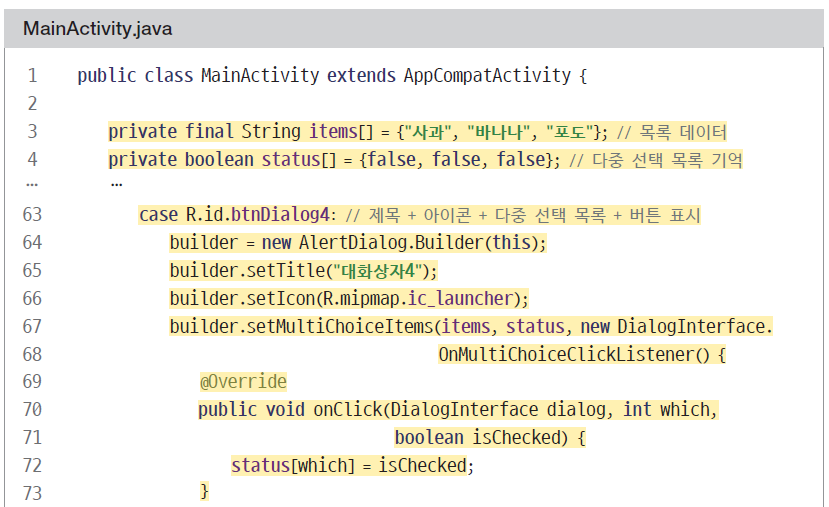 MainActivity.java
1 public class MainActivity extends AppCompatActivity {
2
3 private final String items[] = {"사과", "바나나", "포도"}; // 목록 데이터
4 private boolean status[] = {false, false, false}; // 다중 선택 목록 기억
… …
63 case R.id.btnDialog4: // 제목 + 아이콘 + 다중 선택 목록 + 버튼 표시
64 builder = new AlertDialog.Builder(this);
65 builder.setTitle("대화상자4");
66 builder.setIcon(R.mipmap.ic_launcher);
67 builder.setMultiChoiceItems(items, status, new DialogInterface.
68 OnMultiChoiceClickListener() {
69 @Override
70 public void onClick(DialogInterface dialog, int which,
71 boolean isChecked) {
72 status[which] = isChecked;
73 }